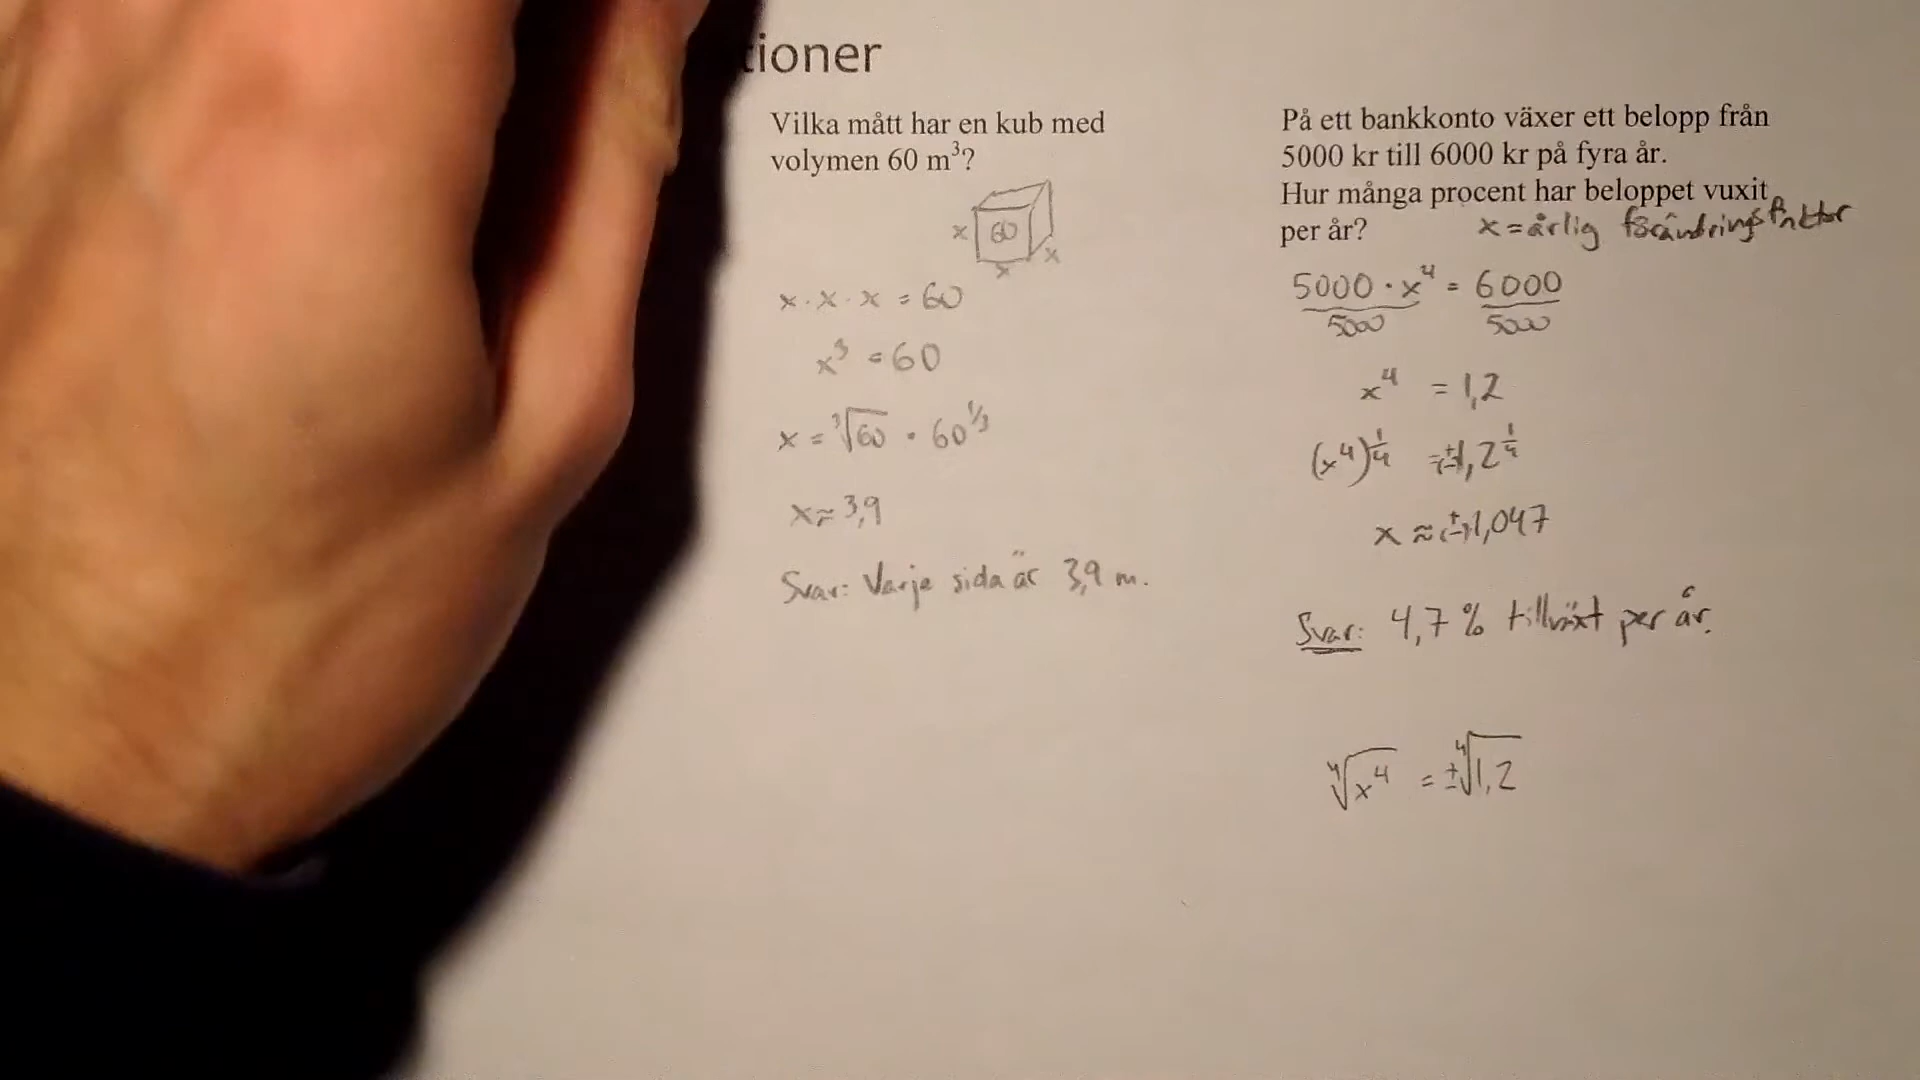 tioner
Vilka mått har en kub med
volymen 60 m³?
x 60 x
x
x · x · x = 60
x³ = 60
x = ³√60 = 60^1/3
x ≈ 3,9
Svar: Varje sida är 3,9 m.
På ett bankkonto växer ett belopp från
5000 kr till 6000 kr på fyra år.
Hur många procent har beloppet vuxit
per år? x = årlig förändringsfaktor
5000 · x⁴ = 6000
5000 5000
x⁴ = 1,2
(x⁴)^1/4 = (±)1,2^1/4
x ≈ (±)1,047
Svar: 4,7 % tillväxt per år.
⁴√x⁴ = ±⁴√1,2